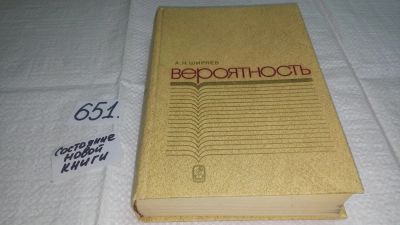 А.Н.ШИРЯЕВ
вероятность
651.
состояние
новой
книги